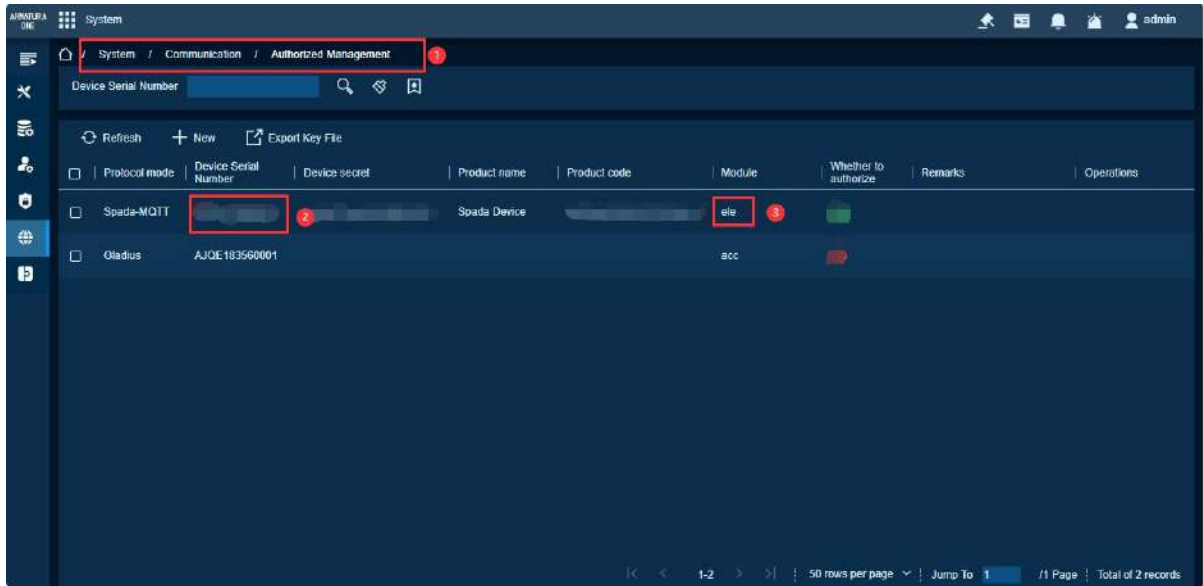 ARMATURA ONE System admin
/ System / Communication / Authorized Management 1
Device Serial Number
Refresh New Export Key File
Protocol mode Device Serial Number Device secret Product name Product code Module Whether to authorize Remarks Operations
Spada-MQTT 2 Spada Device ele 3
Gladius AJQE183560001 acc
1-2 50 rows per page Jump To 1 /1 Page Total of 2 records